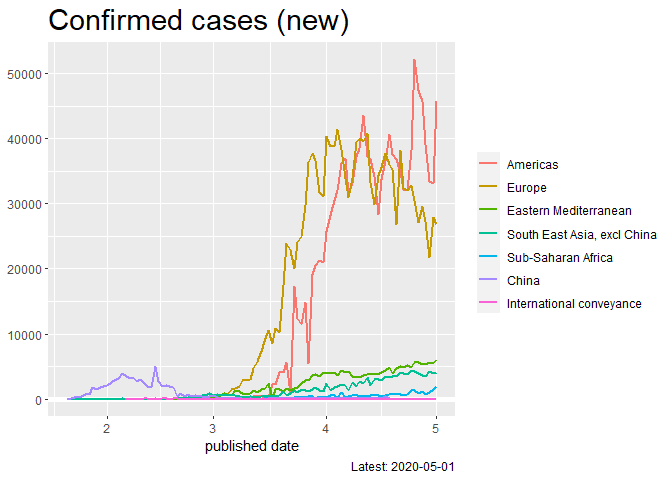 Confirmed cases (new)
50000
40000
30000
20000
10000
0
2
3
4
5
published date
Americas
Europe
Eastern Mediterranean
South East Asia, excl China
Sub-Saharan Africa
China
International conveyance
Latest: 2020-05-01